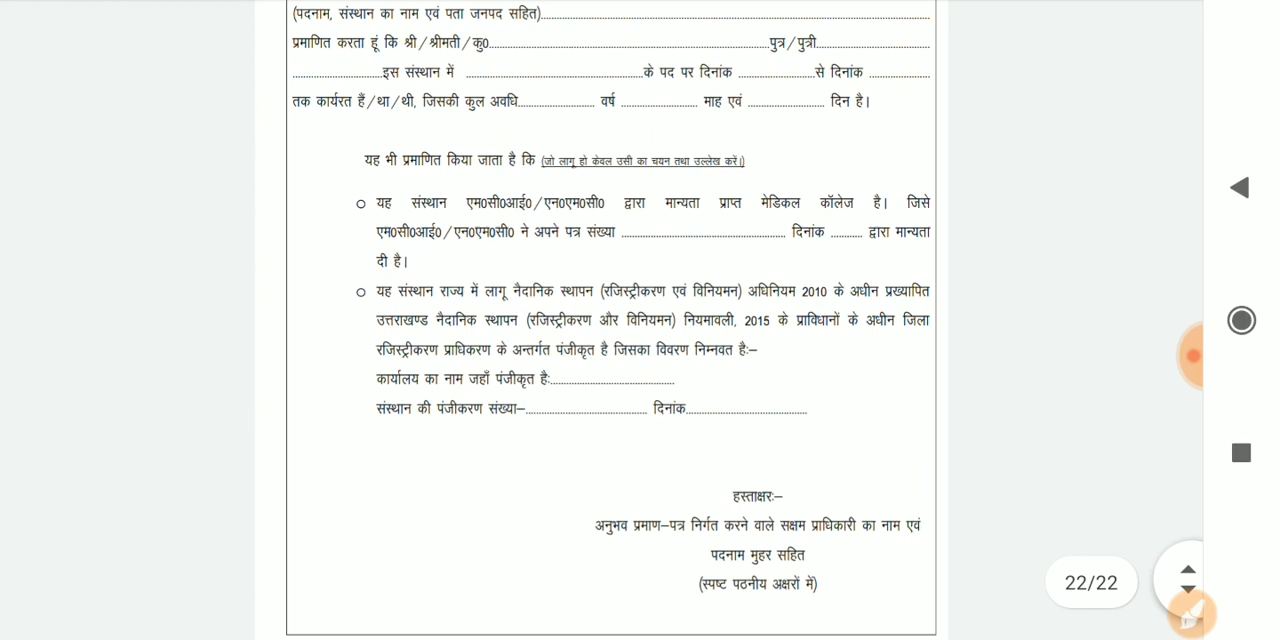 (पदनाम, संस्थान का नाम एवं पता जनपद सहित)........................................................................
प्रमाणित करता हूं कि श्री/श्रीमती/कु0........................................................पुत्र/पुत्री........................
...................इस संस्थान में ....................................के पद पर दिनांक ................से दिनांक .............
तक कार्यरत हैं/था/थी, जिसकी कुल अवधि................ वर्ष ................ माह एवं ................ दिन है।
यह भी प्रमाणित किया जाता है कि (जो लागू हो केवल उसी का चयन तथा उल्लेख करें।)
○ यह संस्थान एम0सी0आई0/एन0एम0सी0 द्वारा मान्यता प्राप्त मेडिकल कॉलेज है। जिसे
एम0सी0आई0/एन0एम0सी0 ने अपने पत्र संख्या .................................. दिनांक ........... द्वारा मान्यता
दी है।
○ यह संस्थान राज्य में लागू नैदानिक स्थापन (रजिस्ट्रीकरण एवं विनियमन) अधिनियम 2010 के अधीन प्रख्यापित
उत्तराखण्ड नैदानिक स्थापन (रजिस्ट्रीकरण और विनियमन) नियमावली, 2015 के प्राविधानों के अधीन जिला
रजिस्ट्रीकरण प्राधिकरण के अन्तर्गत पंजीकृत है जिसका विवरण निम्नवत है:–
कार्यालय का नाम जहाँ पंजीकृत है:..........................
संस्थान की पंजीकरण संख्या–.......................... दिनांक..........................
हस्ताक्षरः–
अनुभव प्रमाण–पत्र निर्गत करने वाले सक्षम प्राधिकारी का नाम एवं
पदनाम मुहर सहित
(स्पष्ट पठनीय अक्षरों में)
22/22